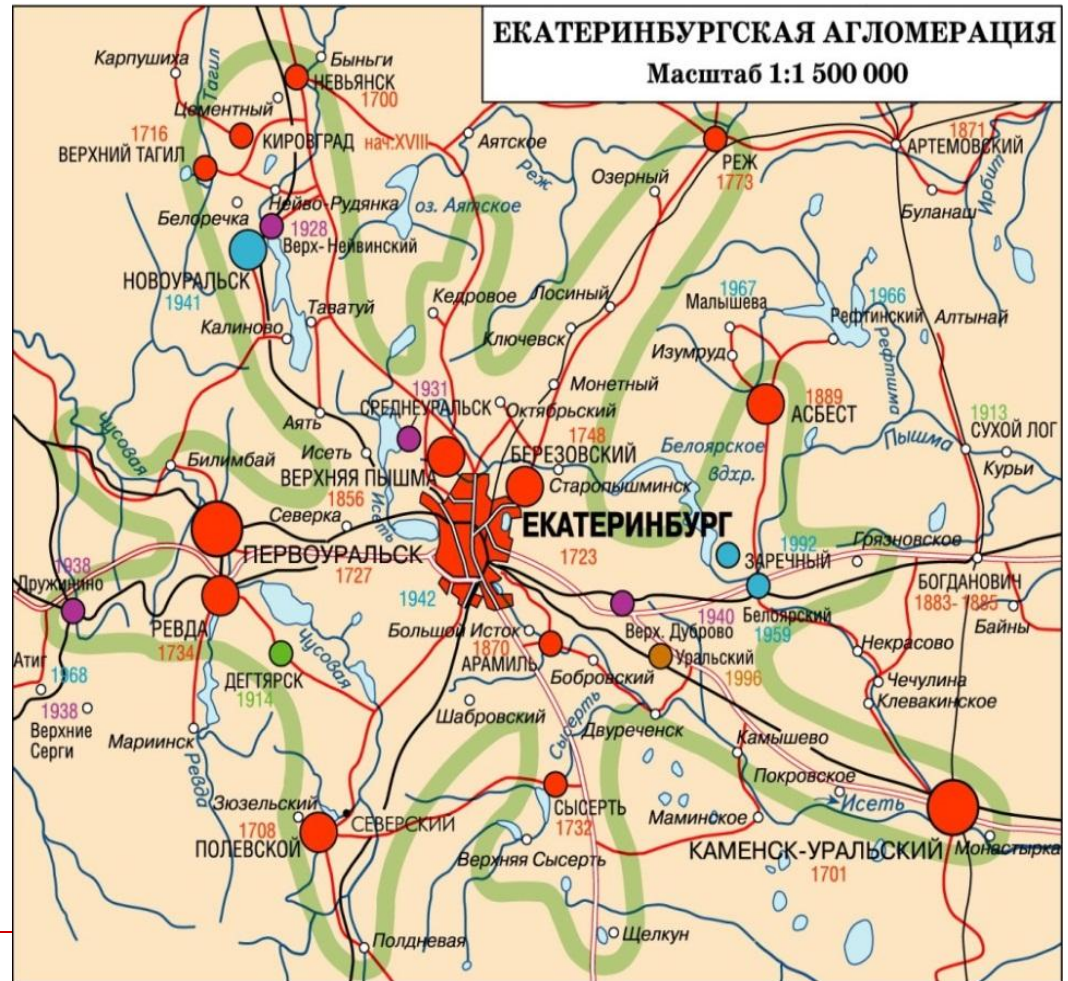 ЕКАТЕРИНБУРГСКАЯ АГЛОМЕРАЦИЯ
Масштаб 1:1 500 000
Карпушиха
Тагил
Быньги
НЕВЬЯНСК
1700
Цементный
1716
ВЕРХНИЙ ТАГИЛ
КИРОВГРАД
нач.XVIII
Аятское
Реж
РЕЖ
1773
1871
АРТЕМОВСКИЙ
Ирбит
Буланаш
Озерный
Белоречка
Нейво-Рудянка
оз. Аятское
1928
Верх-Нейвинский
НОВОУРАЛЬСК
1941
Таватуй
Калиново
Кедровое
Лосиный
Ключевск
1967
Малышева
1966
Рефтинский
Рефтшма
Алтынай
Изумруд
Монетный
1931
СРЕДНЕУРАЛЬСК
Октябрьский
1889
АСБЕСТ
1913
СУХОЙ ЛОГ
Пышма
Курьи
Чусовая
Аять
Исеть
Билимбай
1748
БЕРЕЗОВСКИЙ
Белоярское
вдхр.
ВЕРХНЯЯ ПЫШМА
1856
Старопышминск
Северка
Исеть
ЕКАТЕРИНБУРГ
1723
ПЕРВОУРАЛЬСК
1727
1992
ЗАРЕЧНЫЙ
Грязновское
БОГДАНОВИЧ
1883-1885
Байны
1938
Дружинино
1942
1940
Верх. Дуброво
Белоярский
1959
РЕВДА
1734
Большой Исток
1870
АРАМИЛЬ
Уральский
1996
Некрасово
Атиг
1968
ДЕГТЯРСК
1914
Чусовая
Бобровский
Чечулина
Клевакинское
1938
Верхние
Серги
Шабровский
Сысерть
Двуреченск
Мариинск
Ревда
Камышево
Покровское
Исеть
Зюзельский
1708
ПОЛЕВСКОЙ
СЕВЕРСКИЙ
СЫСЕРТЬ
1732
Маминское
Верхняя Сысерть
КАМЕНСК-УРАЛЬСКИЙ
1701
Монастырка
Полдневая
Щелкун